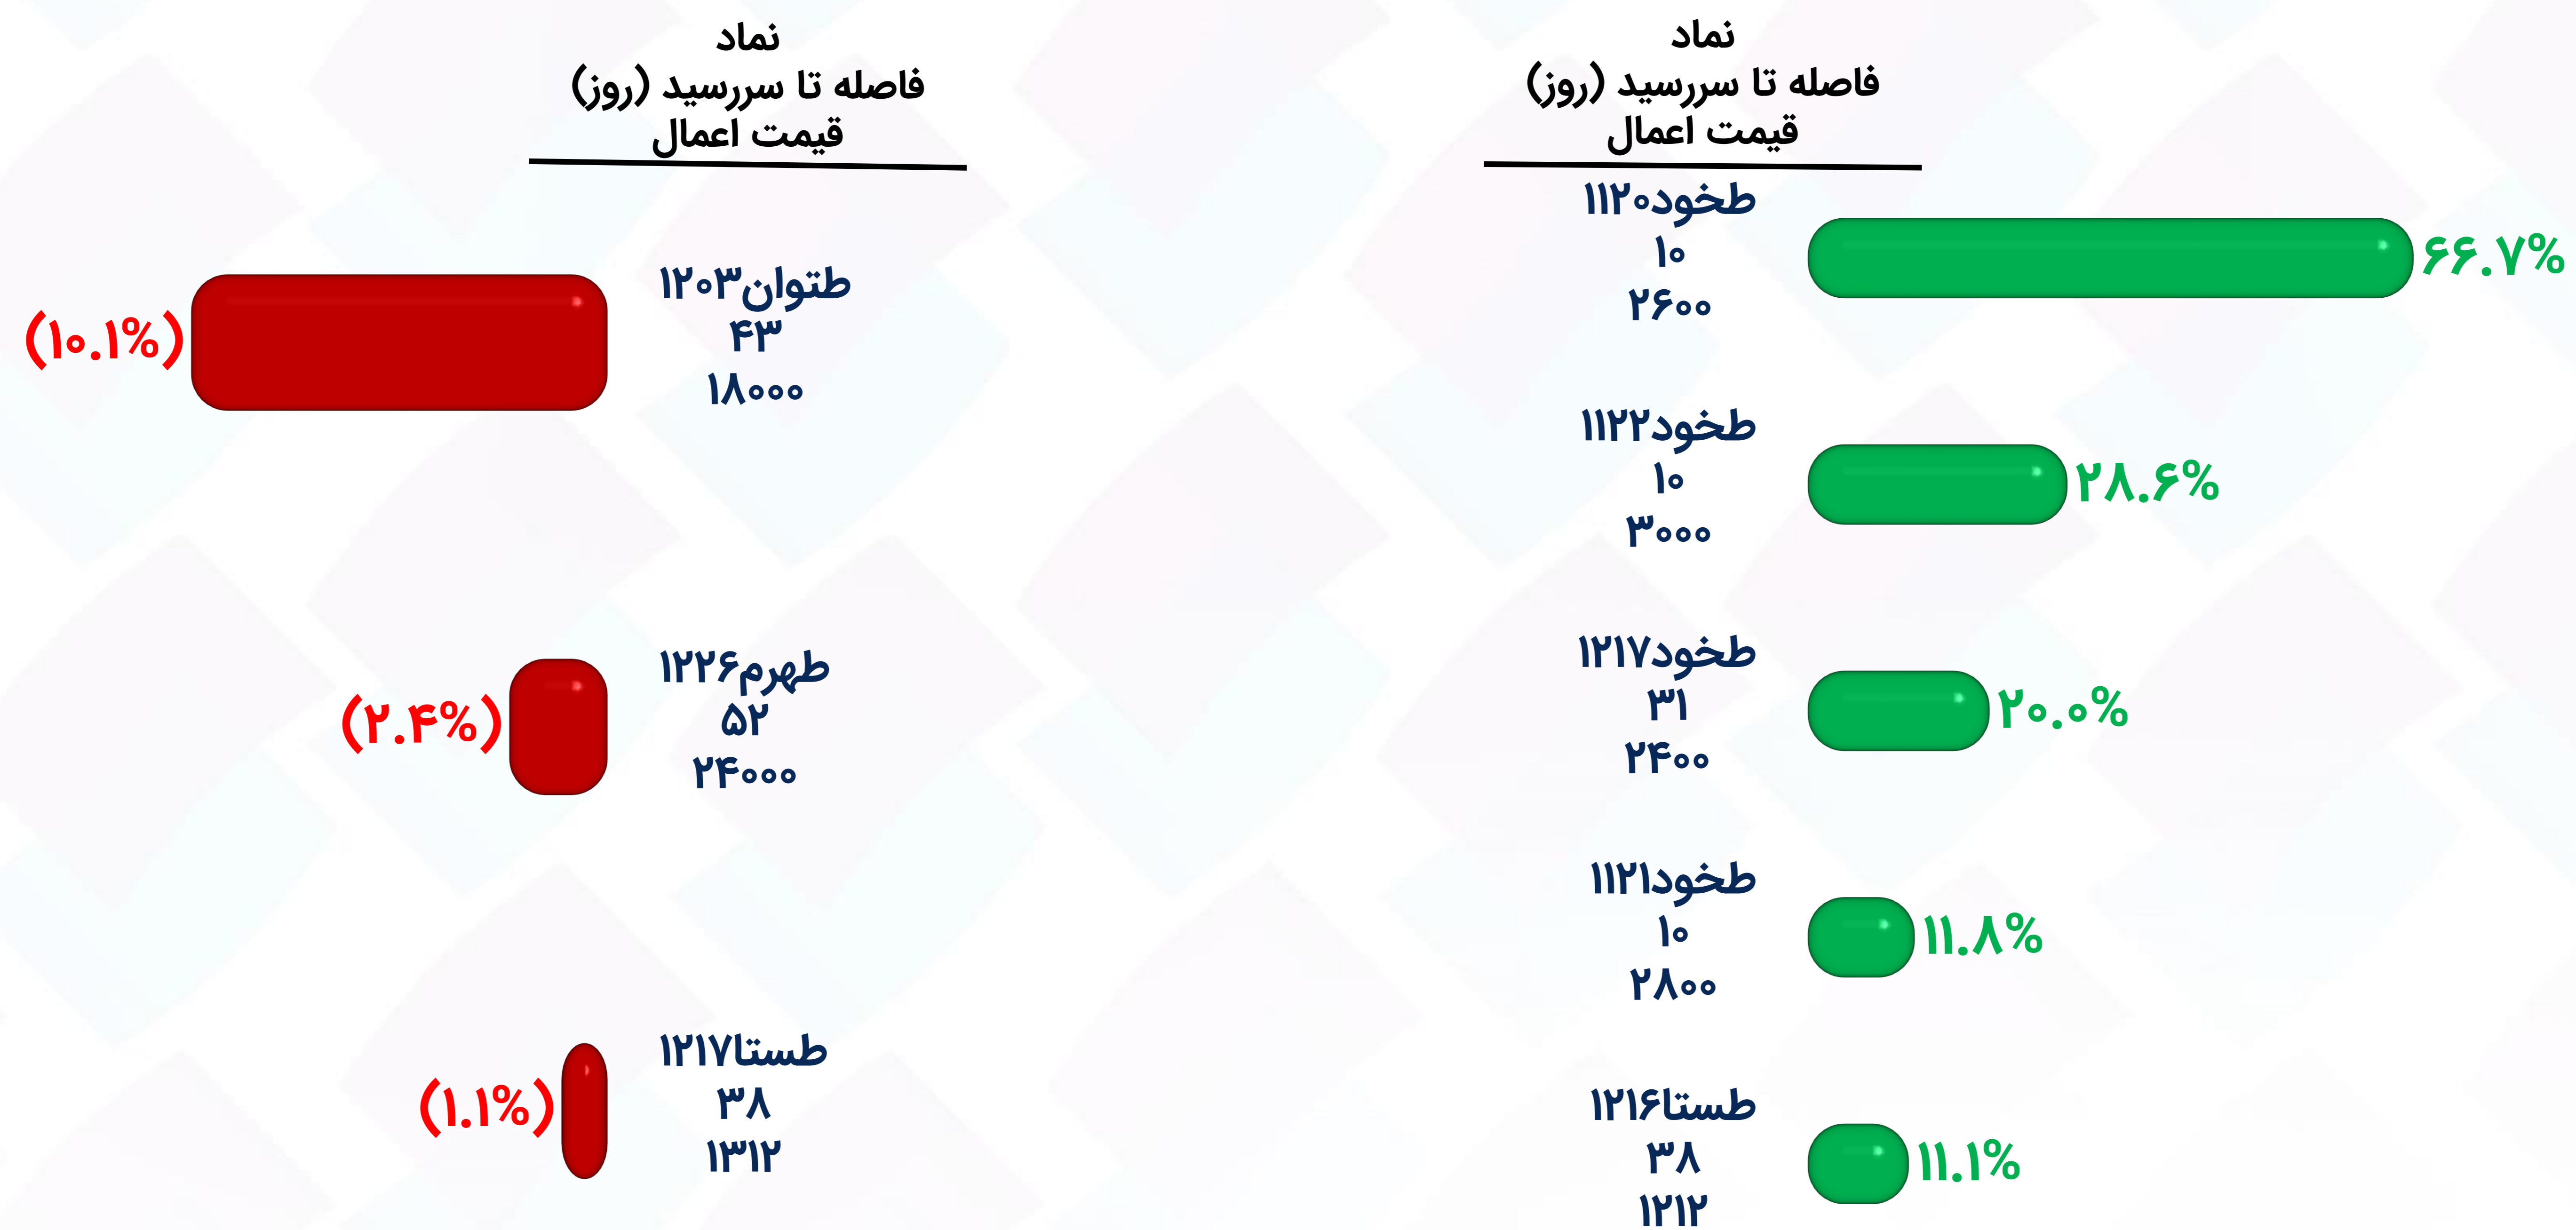 نماد
فاصله تا سررسید (روز)
قیمت اعمال
طخود۱۱۲۰
۱۰
۲۶۰۰
۶۶.۷%
طخود۱۱۲۲
۱۰
۳۰۰۰
۲۸.۶%
طخود۱۲۱۷
۳۱
۲۴۰۰
۲۰.۰%
طخود۱۱۲۱
۱۰
۲۸۰۰
۱۱.۸%
طستا۱۲۱۶
۳۸
۱۲۱۲
۱۱.۱%
نماد
فاصله تا سررسید (روز)
قیمت اعمال
طتوان۱۲۰۳
۴۳
۱۸۰۰۰
(۱۰.۱%)
طهرم۱۲۲۶
۵۲
۲۴۰۰۰
(۲.۴%)
طستا۱۲۱۷
۳۸
۱۳۱۲
(۱.۱%)